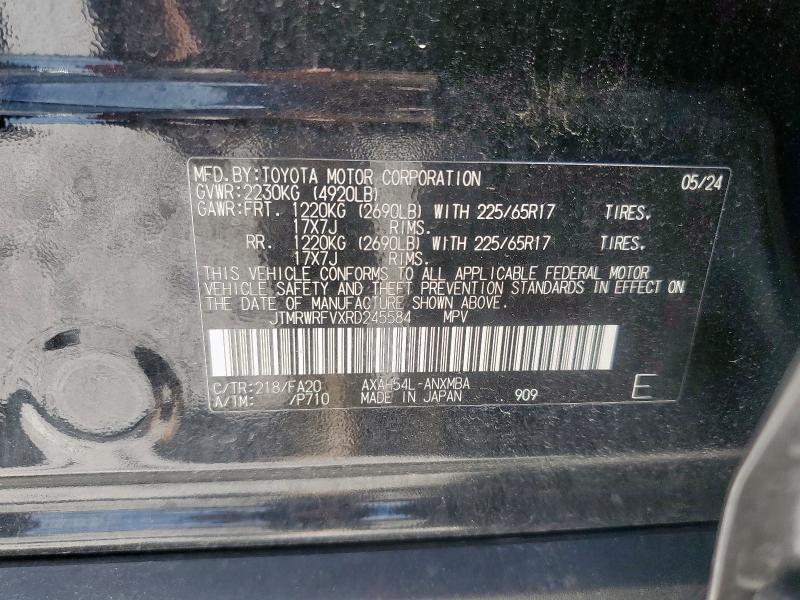 MFD.BY:TOYOTA MOTOR CORPORATION 05/24
GVWR:2230KG (4920LB)
GAWR:FRT. 1220KG (2690LB) WITH 225/65R17 TIRES.
17X7J RIMS.
RR. 1220KG (2690LB) WITH 225/65R17 TIRES.
17X7J RIMS.
THIS VEHICLE CONFORMS TO ALL APPLICABLE FEDERAL MOTOR
VEHICLE SAFETY AND THEFT PREVENTION STANDARDS IN EFFECT ON
THE DATE OF MANUFACTURE SHOWN ABOVE.
JTMRWRFVXRD245584 MPV
C/TR:218/FA20 AXAH54L-ANXMBA
A/TM: /P710 MADE IN JAPAN 909 E